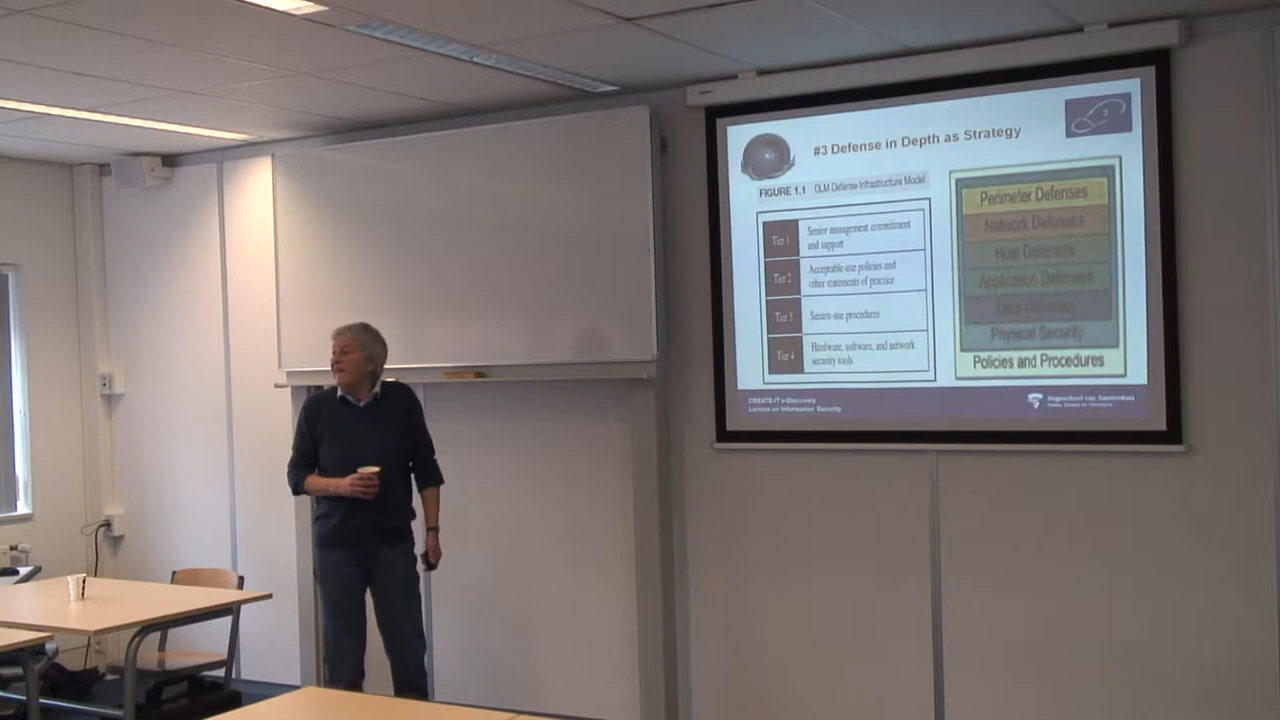 #3 Defense in Depth as Strategy
FIGURE 1.1 DLM Defense Infrastructure Model
Tier 1
Senior management commitment
and support
Tier 2
Acceptable-use policies and
other statements of practice
Tier 3
Secure-use procedures
Tier 4
Hardware, software, and network
security tools
Perimeter Defenses
Network Defenses
Host Defenses
Application Defenses
Data Defenses
Physical Security
Policies and Procedures
CREATE-IT e-Discovery
Lectures on Information Security
Hogeschool van Amsterdam